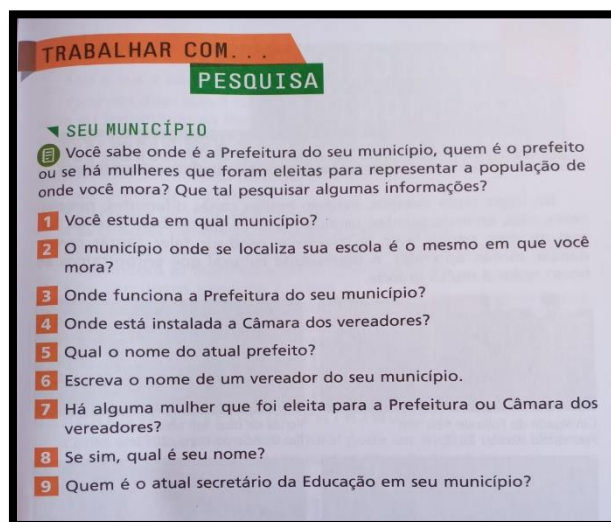 TRABALHAR COM...
PESQUISA
SEU MUNICÍPIO
Você sabe onde é a Prefeitura do seu município, quem é o prefeito
ou se há mulheres que foram eleitas para representar a população de
onde você mora? Que tal pesquisar algumas informações?
1 Você estuda em qual município?
2 O município onde se localiza sua escola é o mesmo em que você
mora?
3 Onde funciona a Prefeitura do seu município?
4 Onde está instalada a Câmara dos vereadores?
5 Qual o nome do atual prefeito?
6 Escreva o nome de um vereador do seu município.
7 Há alguma mulher que foi eleita para a Prefeitura ou Câmara dos
vereadores?
8 Se sim, qual é seu nome?
9 Quem é o atual secretário da Educação em seu município?